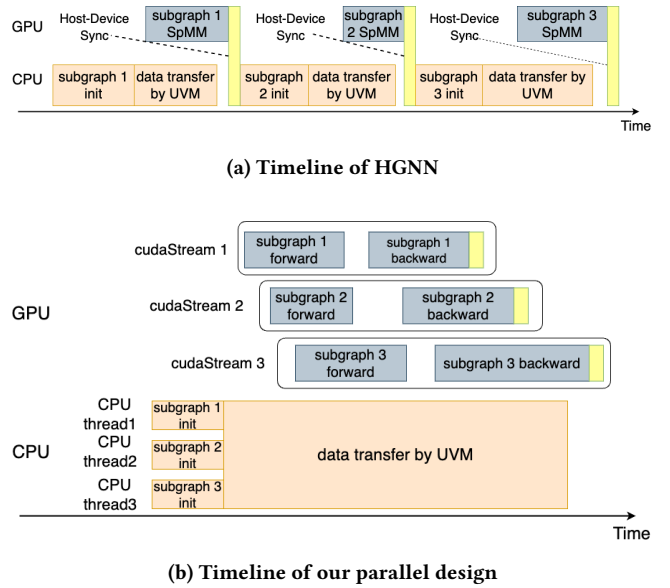 GPU
Host-Device
Sync
subgraph 1
SpMM
Host-Device
Sync
subgraph
2 SpMM
Host-Device
Sync
subgraph 3
SpMM
CPU
subgraph 1
init
data transfer
by UVM
subgraph
2 init
data transfer
by UVM
subgraph
3 init
data transfer by
UVM
Time
(a) Timeline of HGNN
GPU
cudaStream 1
subgraph 1
forward
subgraph 1
backward
cudaStream 2
subgraph 2
forward
subgraph 2
backward
cudaStream 3
subgraph 3
forward
subgraph 3 backward
CPU
CPU
thread1
subgraph 1
init
CPU
thread2
subgraph 2
init
CPU
thread3
subgraph 3
init
data transfer by UVM
Time
(b) Timeline of our parallel design